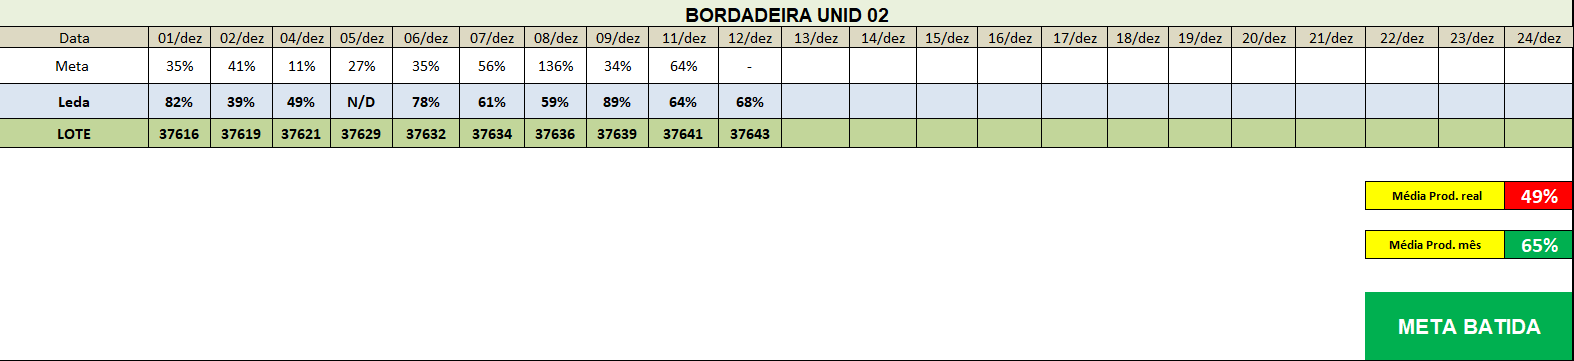 BORDADEIRA UNID 02
Data 01/dez 02/dez 04/dez 05/dez 06/dez 07/dez 08/dez 09/dez 11/dez 12/dez 13/dez 14/dez 15/dez 16/dez 17/dez 18/dez 19/dez 20/dez 21/dez 22/dez 23/dez 24/dez
Meta 35% 41% 11% 27% 35% 56% 136% 34% 64% -
Leda 82% 39% 49% N/D 78% 61% 59% 89% 64% 68%
LOTE 37616 37619 37621 37629 37632 37634 37636 37639 37641 37643
Média Prod. real 49%
Média Prod. mês 65%
META BATIDA